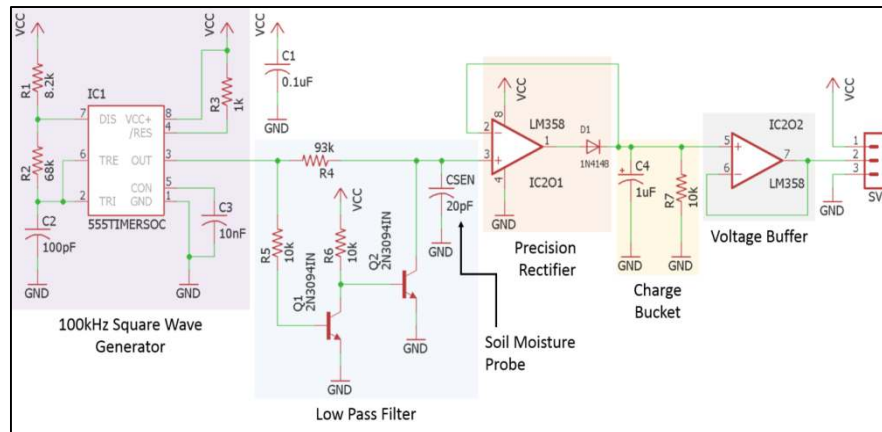 VCC
R1
8.2k
R2
68k
C2
100pF
GND
IC1
7 DIS VCC+ 8
/RES 4
6 TRE OUT 3
CON 5
2 TRI GND 1
555TIMERSOC
VCC
R3
1k
C3
10nF
GND
100kHz Square Wave
Generator
VCC
C1
0.1uF
GND
93k
R4
VCC
R5
10k
R6
10k
Q1
2N3094IN
Q2
2N3094IN
GND
GND
CSEN
20pF
GND
Low Pass Filter
Soil Moisture
Probe
VCC
8
LM358
2
3
1
4
IC2O1
GND
D1
1N4148
Precision
Rectifier
C4
1uF
R7
10k
GND
GND
Charge
Bucket
IC2O2
5
6
7
LM358
Voltage Buffer
VCC
1
2
3
GND
SV